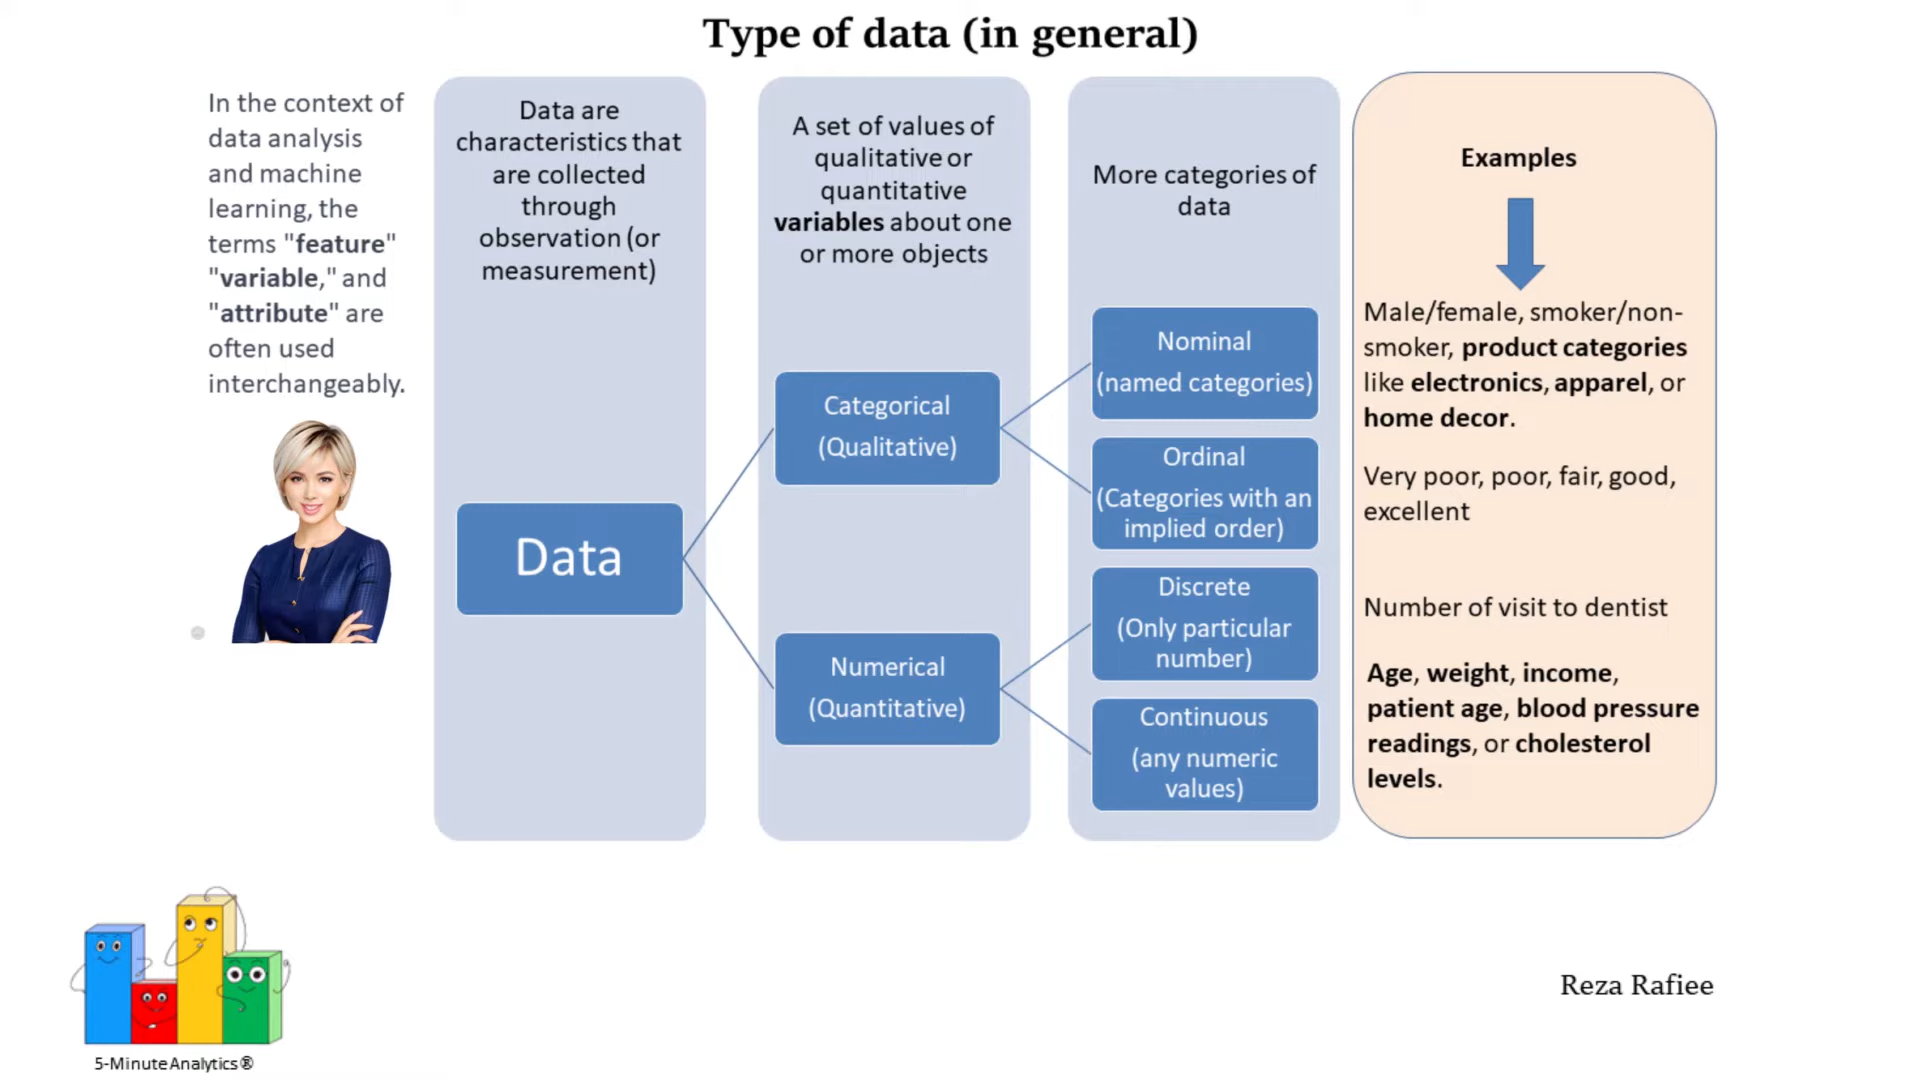 Type of data (in general)
In the context of
data analysis
and machine
learning, the
terms "feature"
"variable," and
"attribute" are
often used
interchangeably.
Data are
characteristics that
are collected
through
observation (or
measurement)
Data
A set of values of
qualitative or
quantitative
variables about one
or more objects
Categorical
(Qualitative)
Numerical
(Quantitative)
More categories of
data
Nominal
(named categories)
Ordinal
(Categories with an
implied order)
Discrete
(Only particular
number)
Continuous
(any numeric
values)
Examples
Male/female, smoker/non-
smoker, product categories
like electronics, apparel, or
home decor.
Very poor, poor, fair, good,
excellent
Number of visit to dentist
Age, weight, income,
patient age, blood pressure
readings, or cholesterol
levels.
5-MinuteAnalytics®
Reza Rafiee